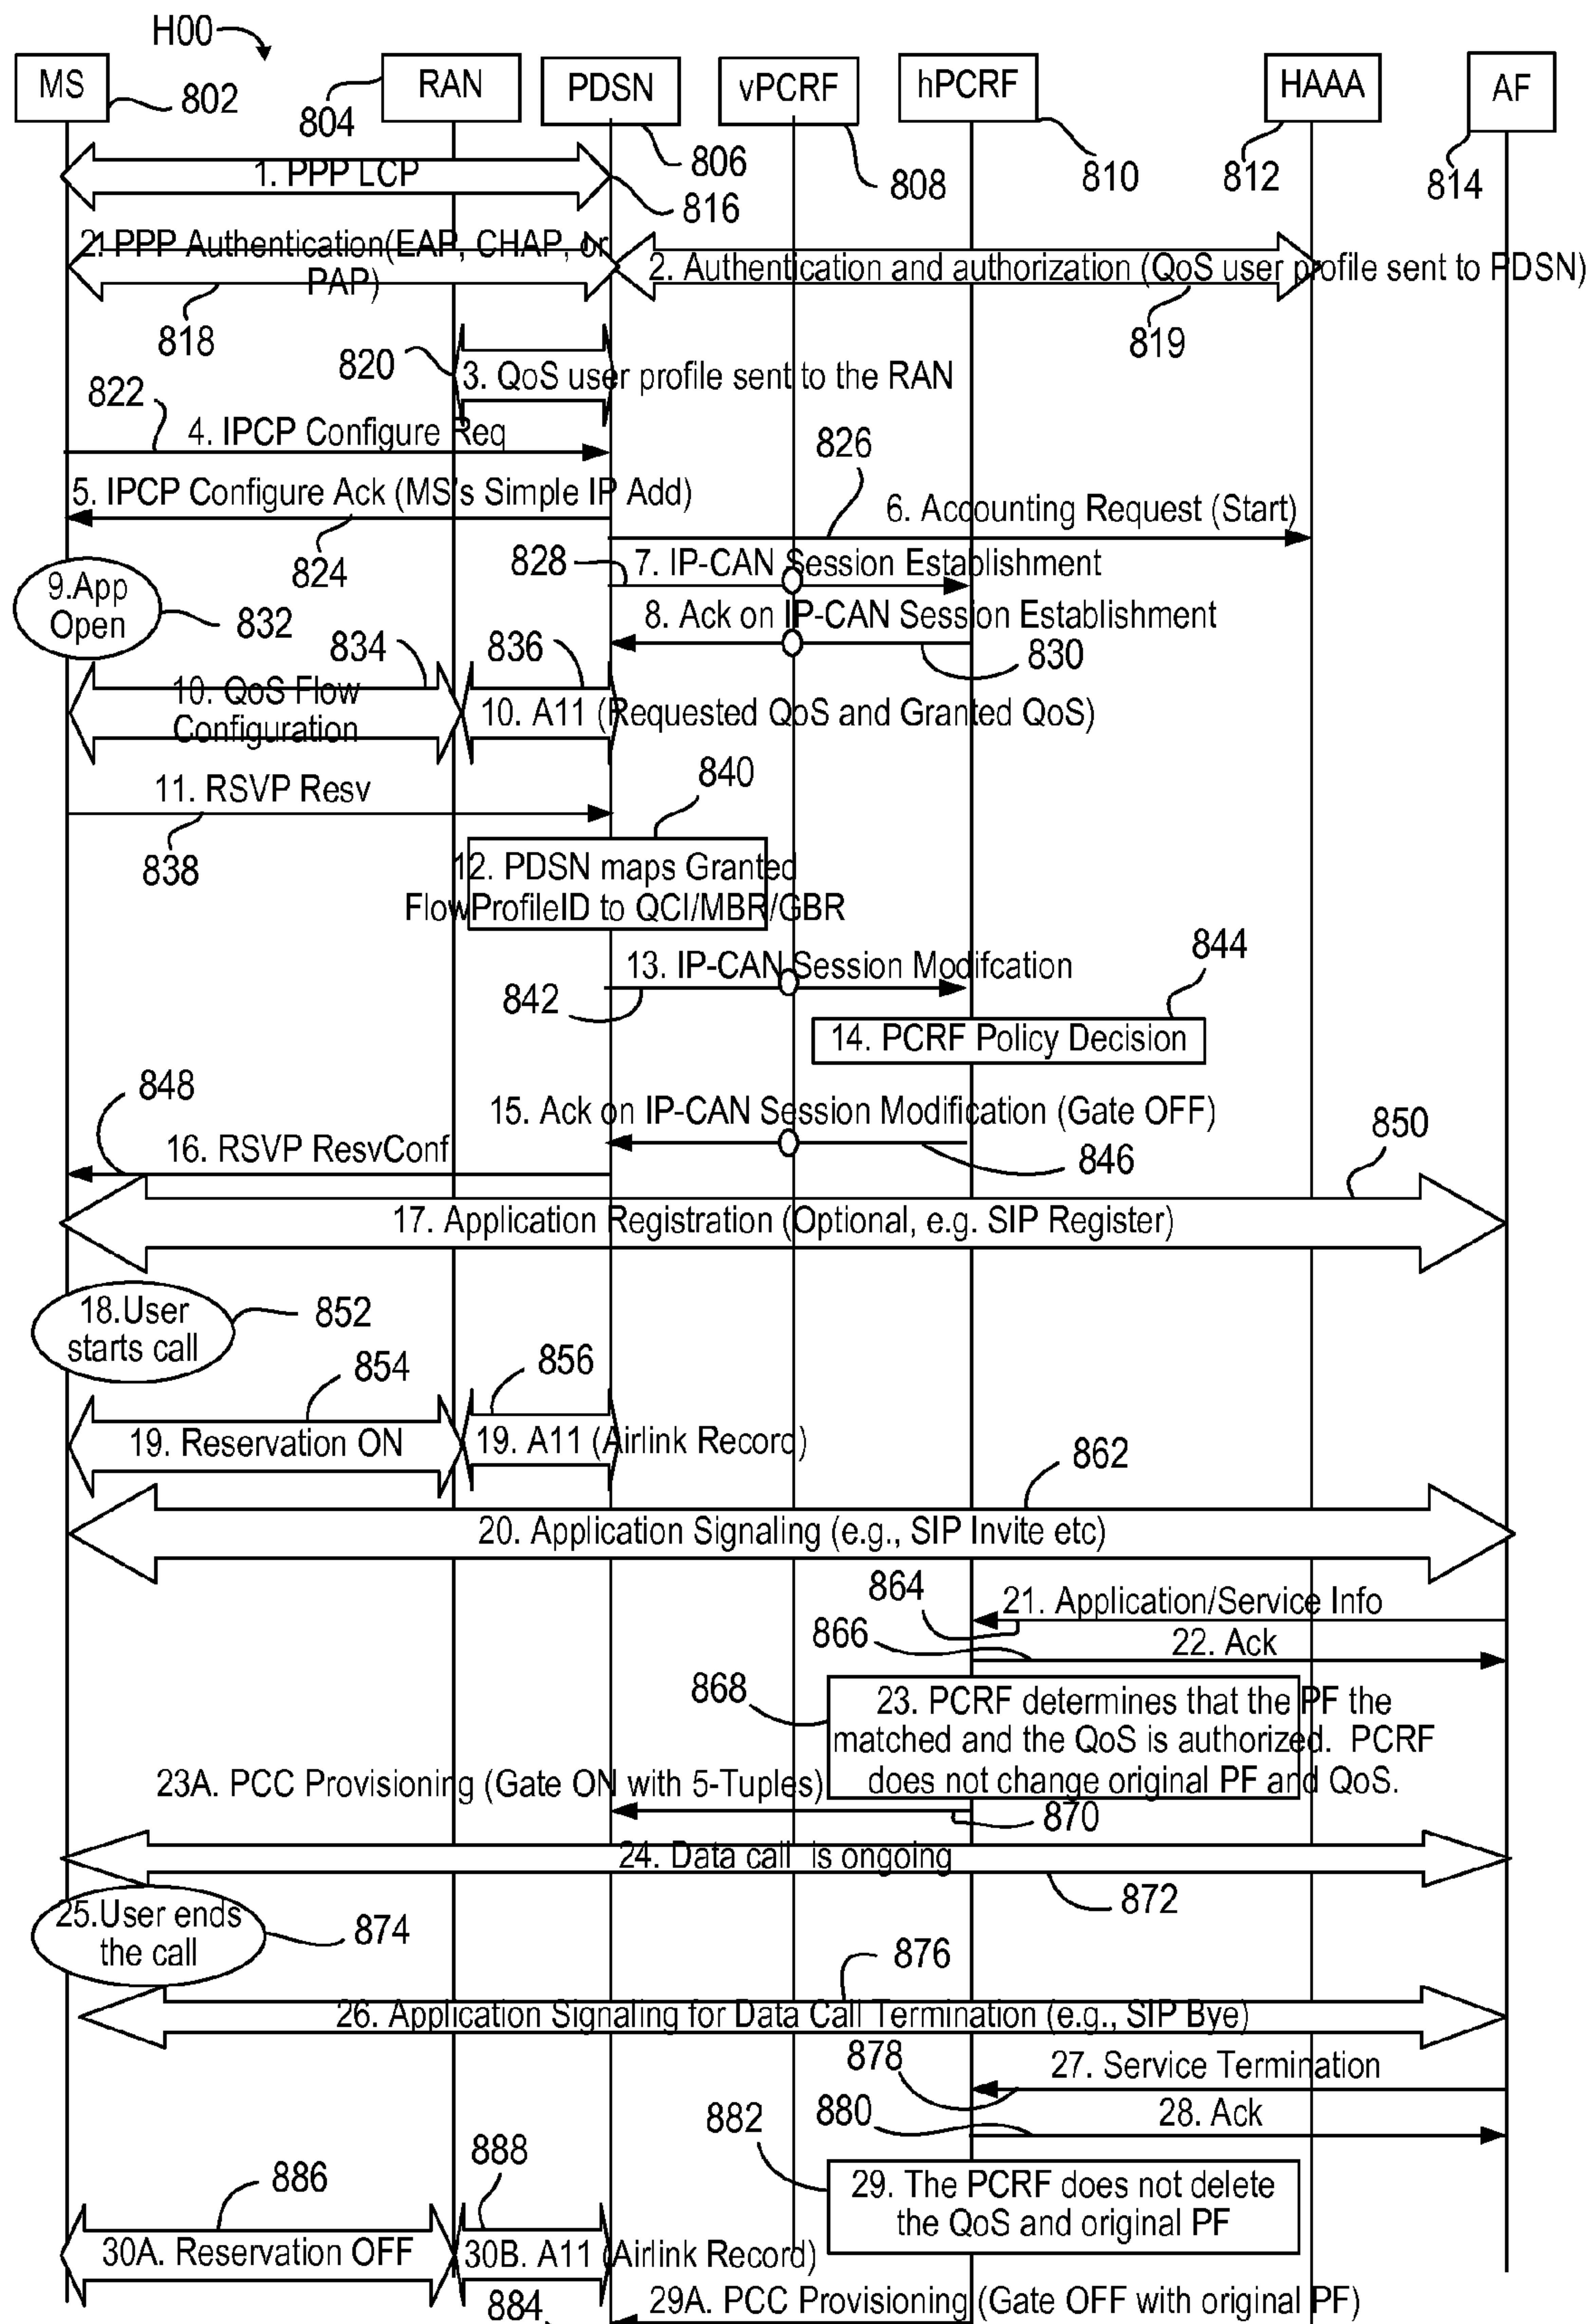 H00
MS
RAN
PDSN
vPCRF
hPCRF
HAAA
AF
802
804
806
808
810
812
814
1. PPP LCP
816
2. PPP Authentication(EAP, CHAP, or
PAP)
2. Authentication and authorization (QoS user profile sent to PDSN)
818
819
820
3. QoS user profile sent to the RAN
822
4. IPCP Configure Req
826
5. IPCP Configure Ack (MS's Simple IP Add)
6. Accounting Request (Start)
824
828
7. IP-CAN Session Establishment
9.App
Open
832
8. Ack on IP-CAN Session Establishment
834
836
830
10. QoS Flow
Configuration
10. A11 (Requested QoS and Granted QoS)
11. RSVP Resv
840
838
12. PDSN maps Granted
FlowProfileID to QCI/MBR/GBR
13. IP-CAN Session Modifcation
844
842
14. PCRF Policy Decision
848
15. Ack on IP-CAN Session Modification (Gate OFF)
850
16. RSVP ResvConf
846
17. Application Registration (Optional, e.g. SIP Register)
18.User
starts call
852
854
856
19. Reservation ON
19. A11 (Airlink Record)
862
20. Application Signaling (e.g., SIP Invite etc)
864
21. Application/Service Info
866
22. Ack
868
23. PCRF determines that the PF the
matched and the QoS is authorized. PCRF
does not change original PF and QoS.
23A. PCC Provisioning (Gate ON with 5-Tuples)
870
24. Data call is ongoing
872
25.User ends
the call
874
876
26. Application Signaling for Data Call Termination (e.g., SIP Bye)
878
27. Service Termination
882
880
28. Ack
888
886
29. The PCRF does not delete
the QoS and original PF
30A. Reservation OFF
30B. A11 (Airlink Record)
884
29A. PCC Provisioning (Gate OFF with original PF)